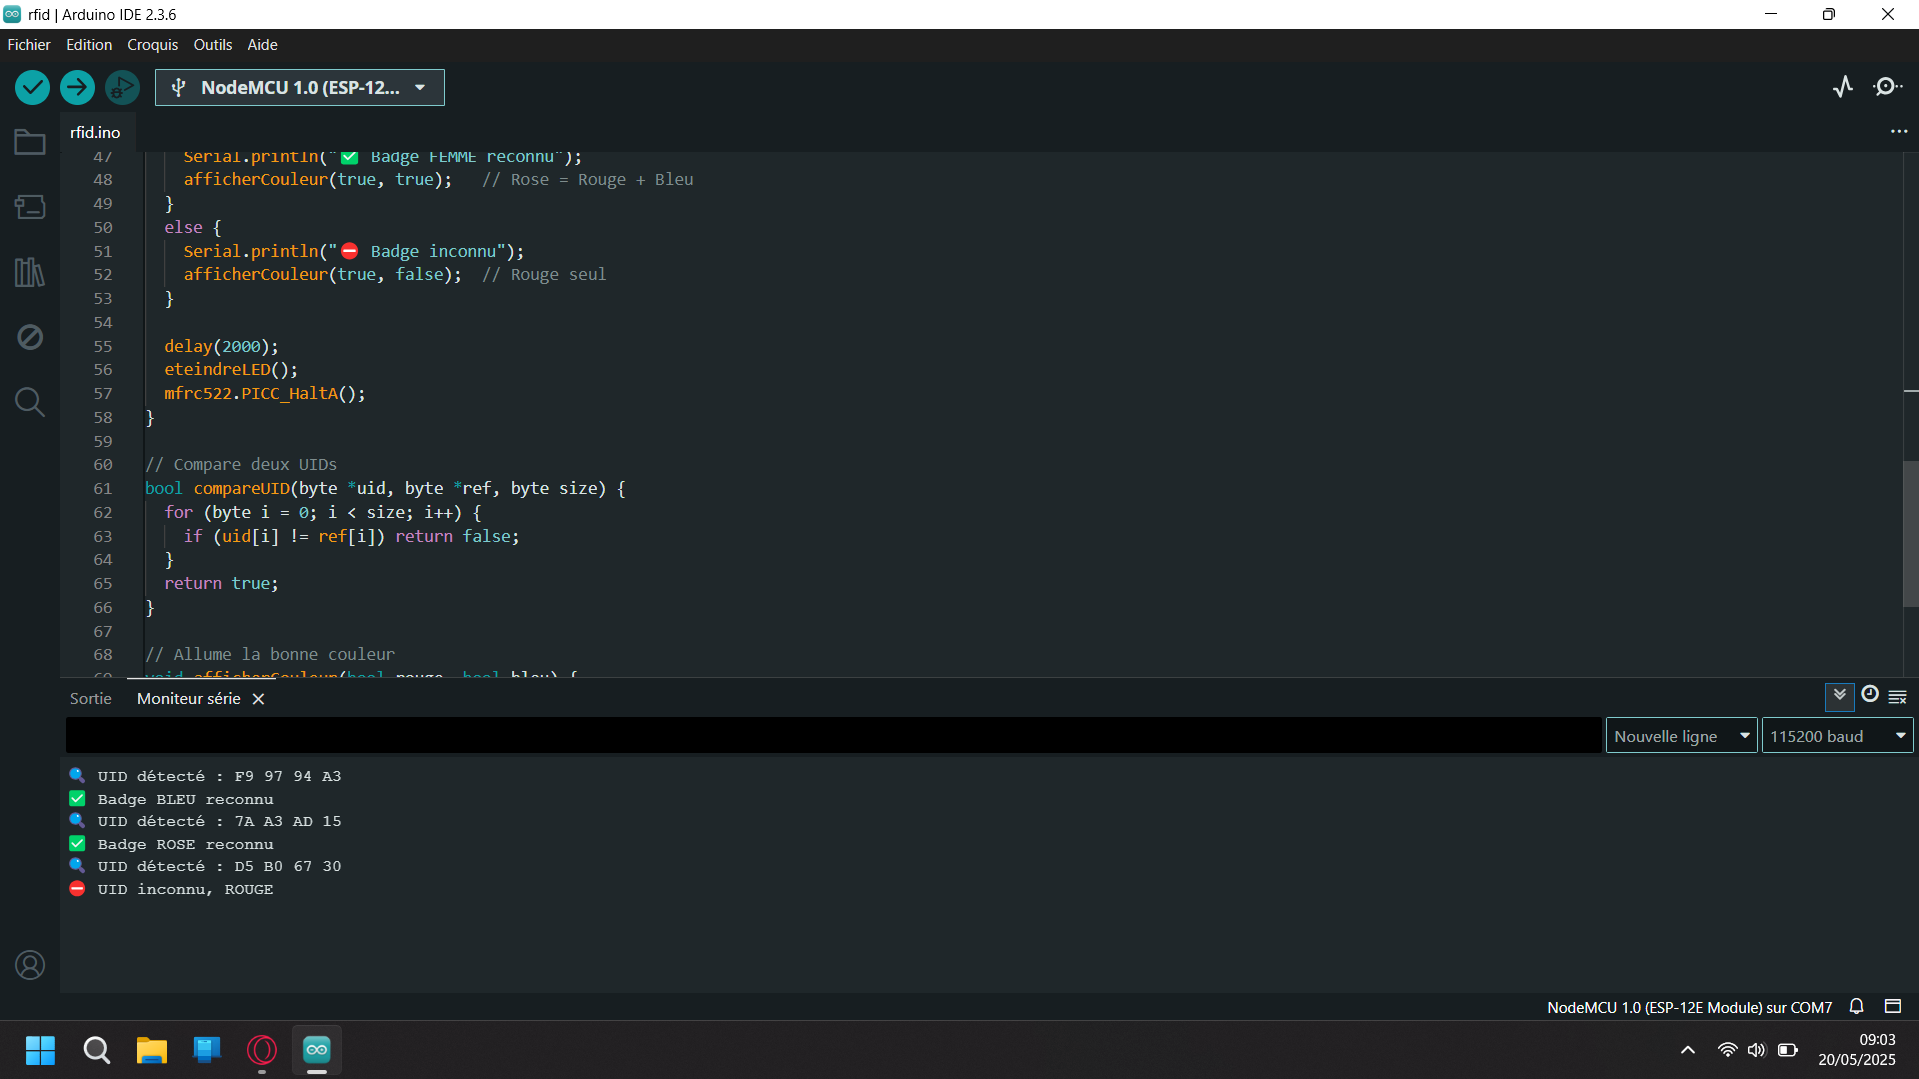 rfid | Arduino IDE 2.3.6
Fichier Edition Croquis Outils Aide
NodeMCU 1.0 (ESP-12...
rfid.ino
47 Serial.println("✅ Badge FEMME reconnu");
48 afficherCouleur(true, true); // Rose = Rouge + Bleu
49 }
50 else {
51 Serial.println("⛔ Badge inconnu");
52 afficherCouleur(true, false); // Rouge seul
53 }
54
55 delay(2000);
56 eteindreLED();
57 mfrc522.PICC_HaltA();
58 }
59
60 // Compare deux UIDs
61 bool compareUID(byte *uid, byte *ref, byte size) {
62 for (byte i = 0; i < size; i++) {
63 if (uid[i] != ref[i]) return false;
64 }
65 return true;
66 }
67
68 // Allume la bonne couleur
69 void afficherCouleur(bool rouge, bool bleu) {
Sortie Moniteur série
Nouvelle ligne 115200 baud
🔍 UID détecté : F9 97 94 A3
✅ Badge BLEU reconnu
🔍 UID détecté : 7A A3 AD 15
✅ Badge ROSE reconnu
🔍 UID détecté : D5 B0 67 30
⛔ UID inconnu, ROUGE
NodeMCU 1.0 (ESP-12E Module) sur COM7
09:03
20/05/2025